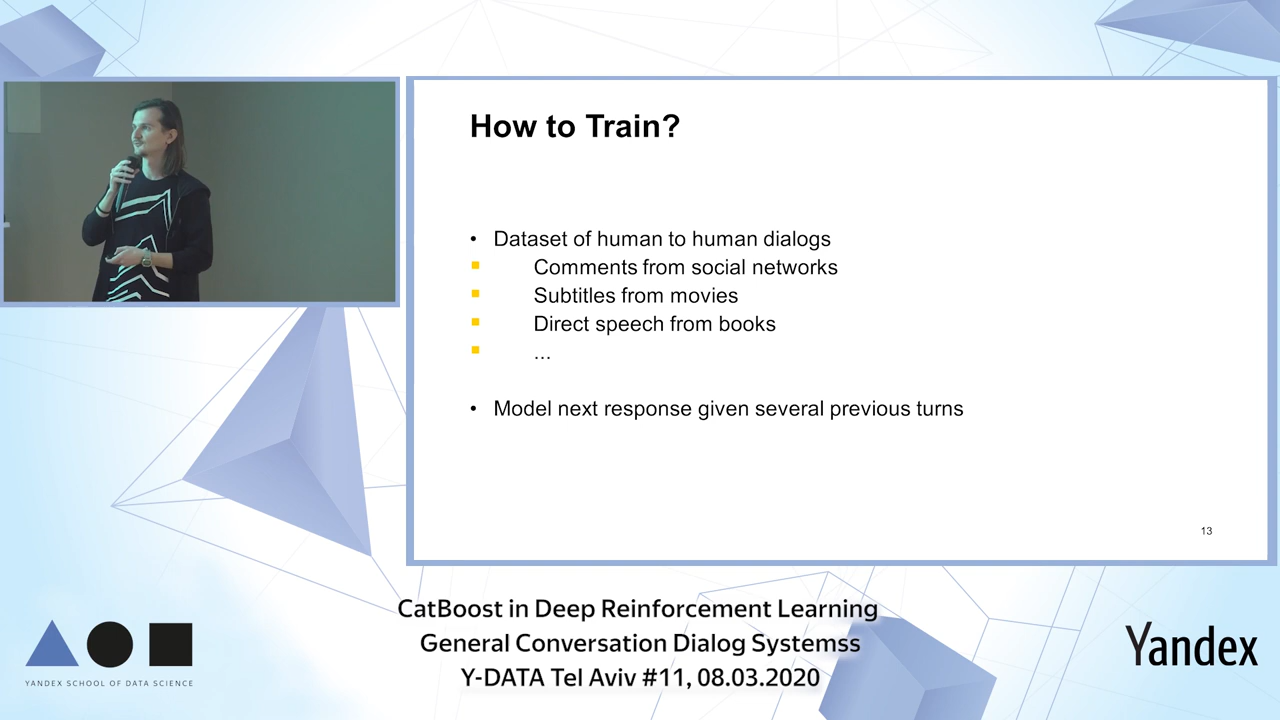 How to Train?
• Dataset of human to human dialogs
Comments from social networks
Subtitles from movies
Direct speech from books
...
• Model next response given several previous turns
13
CatBoost in Deep Reinforcement Learning
General Conversation Dialog Systemss
Y-DATA Tel Aviv #11, 08.03.2020
YANDEX SCHOOL OF DATA SCIENCE
Yandex